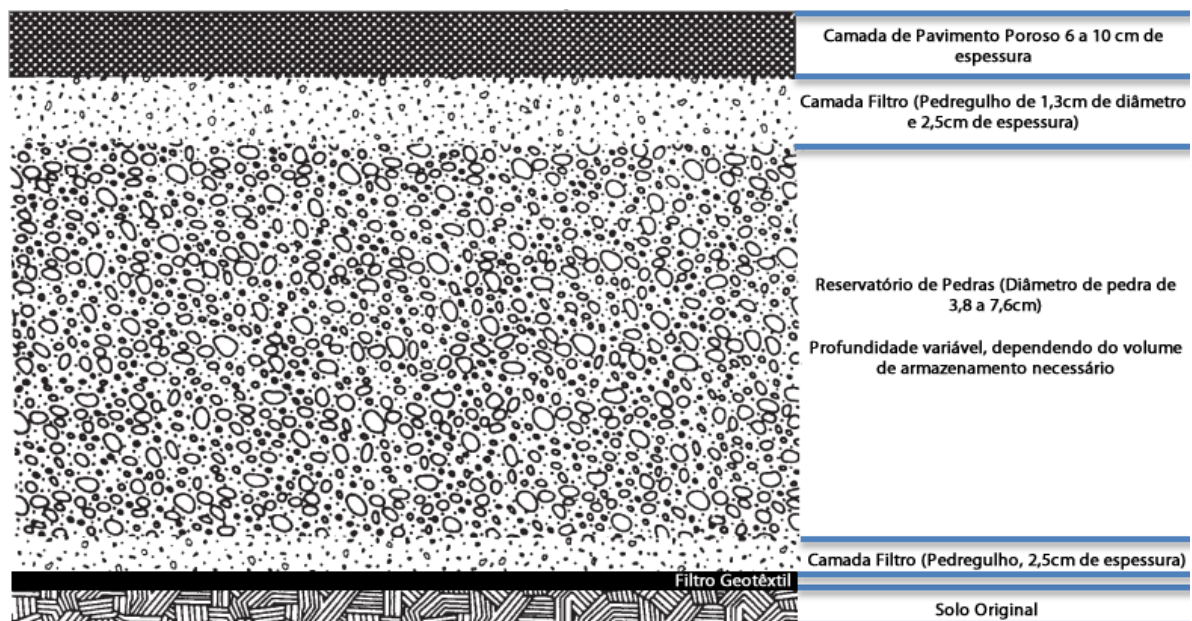 Camada de Pavimento Poroso 6 a 10 cm de
espessura
Camada Filtro (Pedregulho de 1,3cm de diâmetro
e 2,5cm de espessura)
Reservatório de Pedras (Diâmetro de pedra de
3,8 a 7,6cm)
Profundidade variável, dependendo do volume
de armazenamento necessário
Camada Filtro (Pedregulho, 2,5cm de espessura)
Filtro Geotêxtil
Solo Original